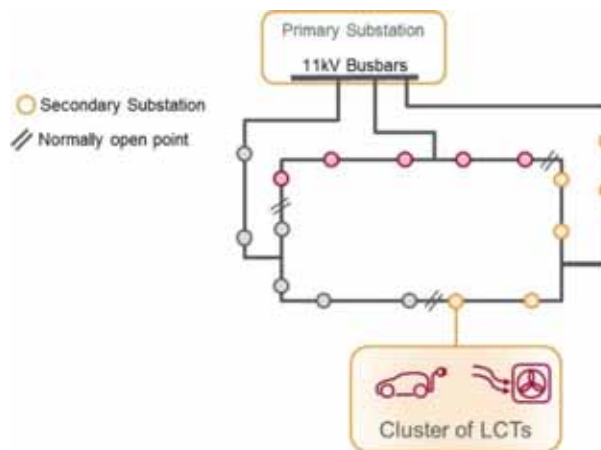 Primary Substation
11kV Busbars
Secondary Substation
Normally open point
Cluster of LCTs